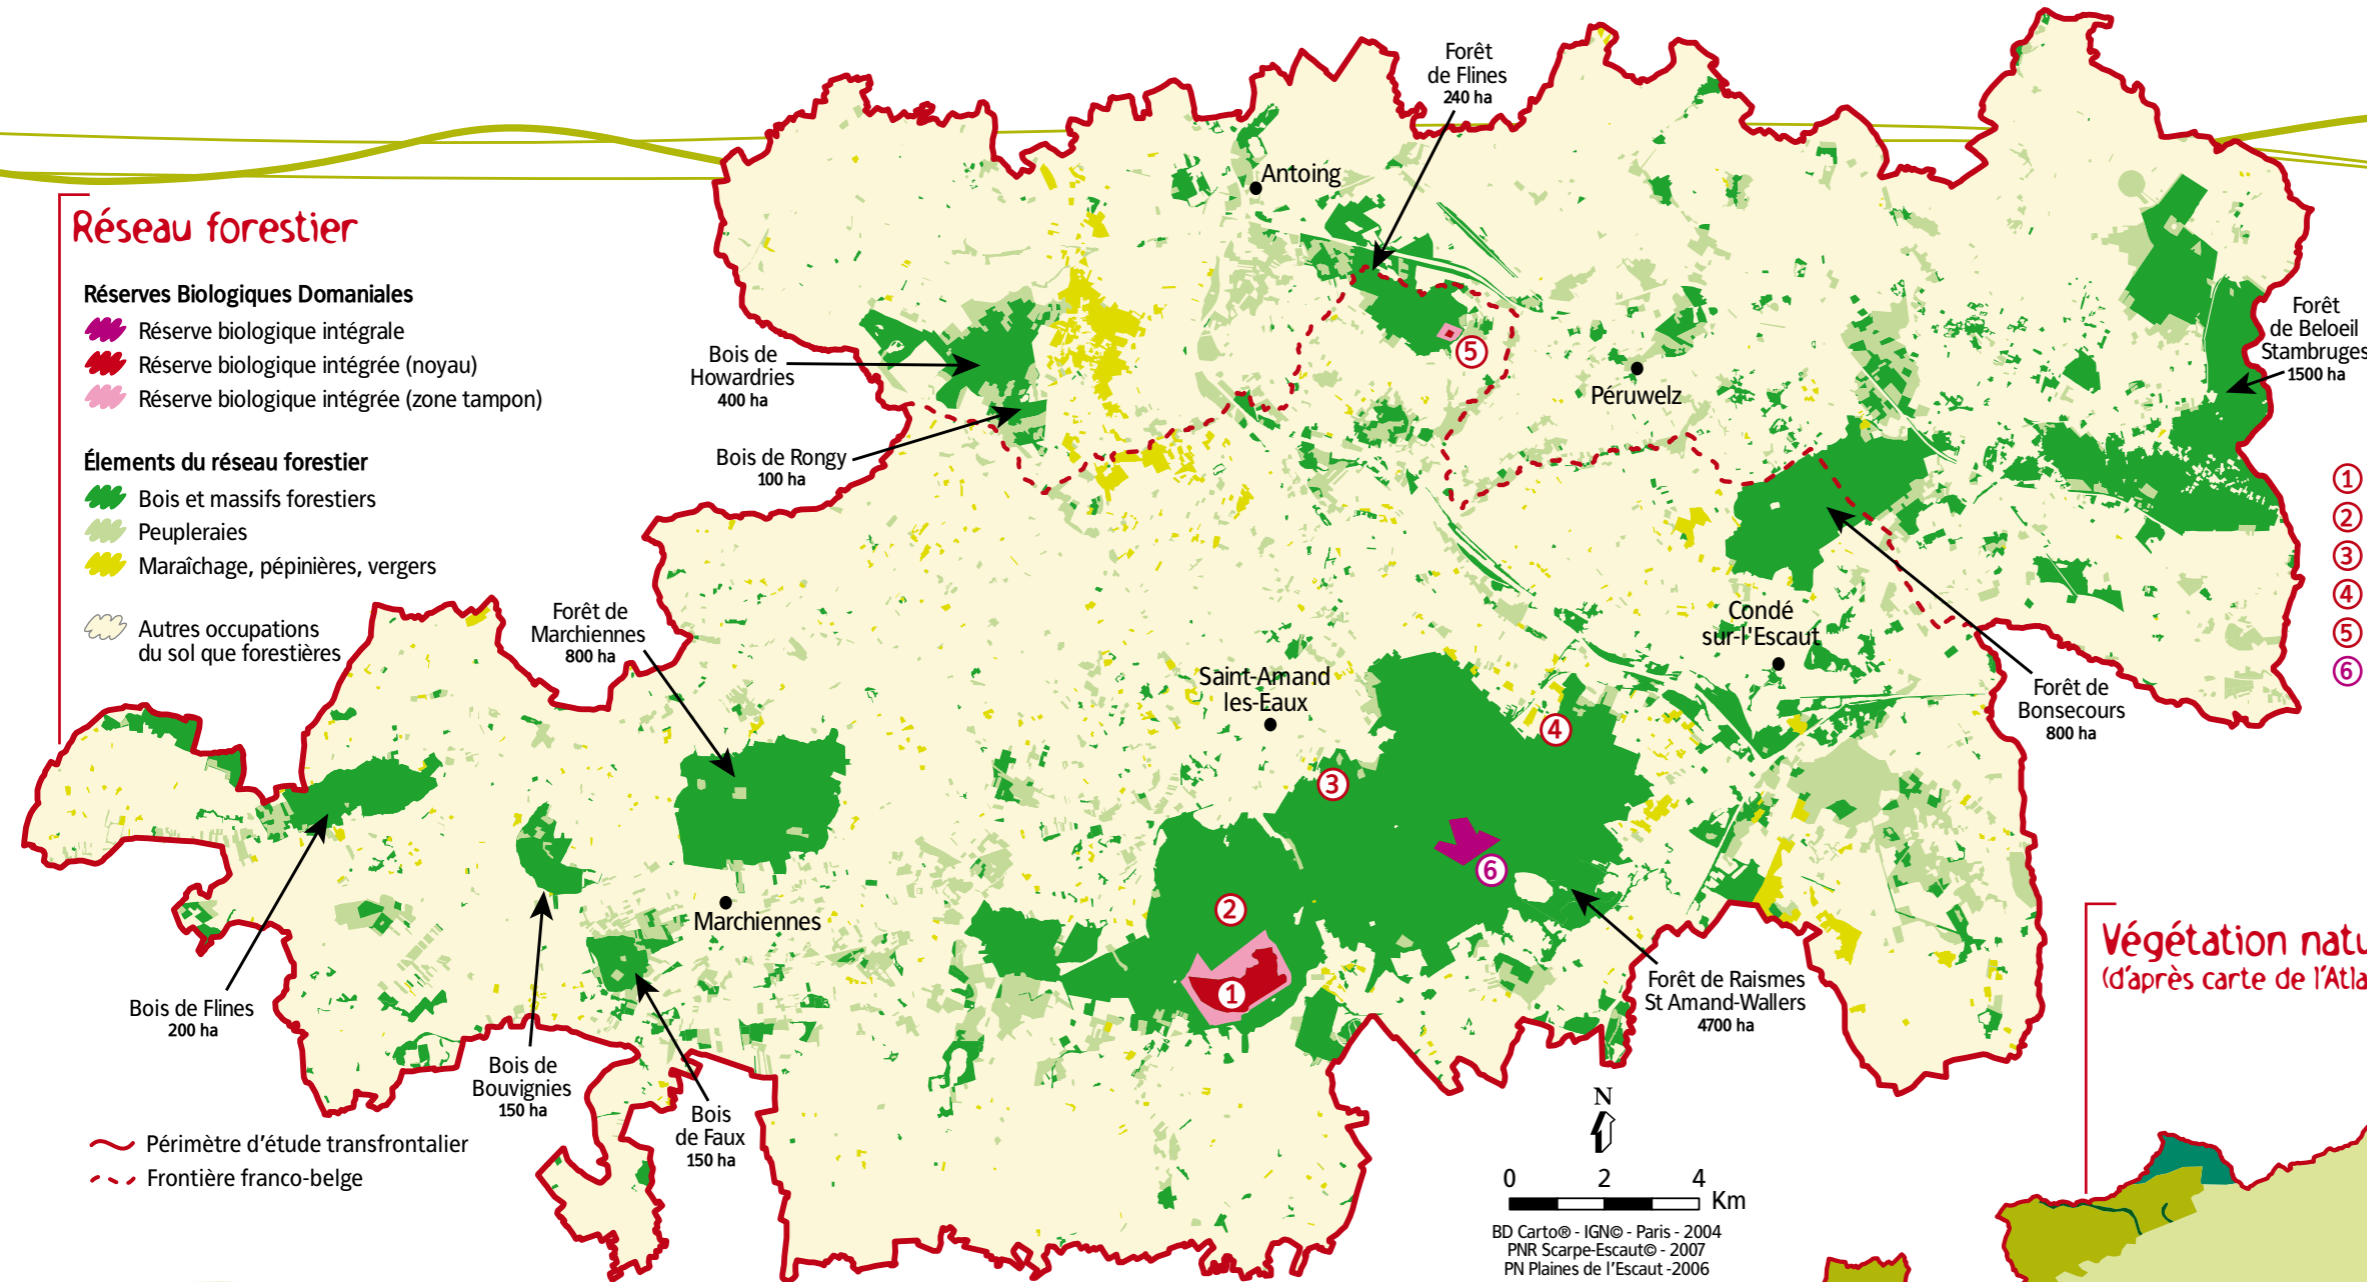 Réseau forestier
Réserves Biologiques Domaniales
Réserve biologique intégrale
Réserve biologique intégrée (noyau)
Réserve biologique intégrée (zone tampon)
Élements du réseau forestier
Bois et massifs forestiers
Peupleraies
Maraîchage, pépinières, vergers
Autres occupations
du sol que forestières
Forêt
de Flines
240 ha
Antoing
Bois de
Howardries
400 ha
Bois de Rongy
100 ha
5
Péruwelz
Forêt
de Beloeil
Stambruges
1500 ha
1
2
3
4
5
6
Forêt de
Marchiennes
800 ha
Saint-Amand
les-Eaux
Condé
sur-l'Escaut
Forêt de
Bonsecours
800 ha
4
3
6
2
1
Marchiennes
Bois de Flines
200 ha
Bois de
Bouvignies
150 ha
Bois
de Faux
150 ha
Forêt de Raismes
St Amand-Wallers
4700 ha
Végétation natu
(d'après carte de l'Atla
Périmètre d'étude transfrontalier
Frontière franco-belge
N
0 2 4
Km
BD Carto® - IGN© - Paris - 2004
PNR Scarpe-Escaut© - 2007
PN Plaines de l'Escaut -2006